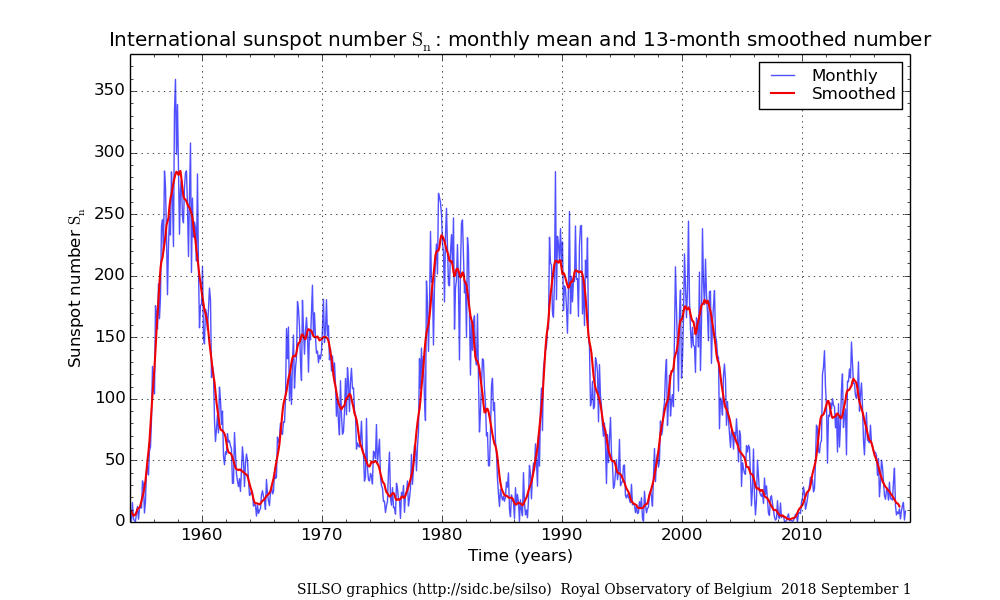 International sunspot number Sn : monthly mean and 13-month smoothed number
Monthly
Smoothed
350
300
250
200
150
100
50
0
Sunspot number Sn
1960 1970 1980 1990 2000 2010
Time (years)
SILSO graphics (http://sidc.be/silso) Royal Observatory of Belgium 2018 September 1